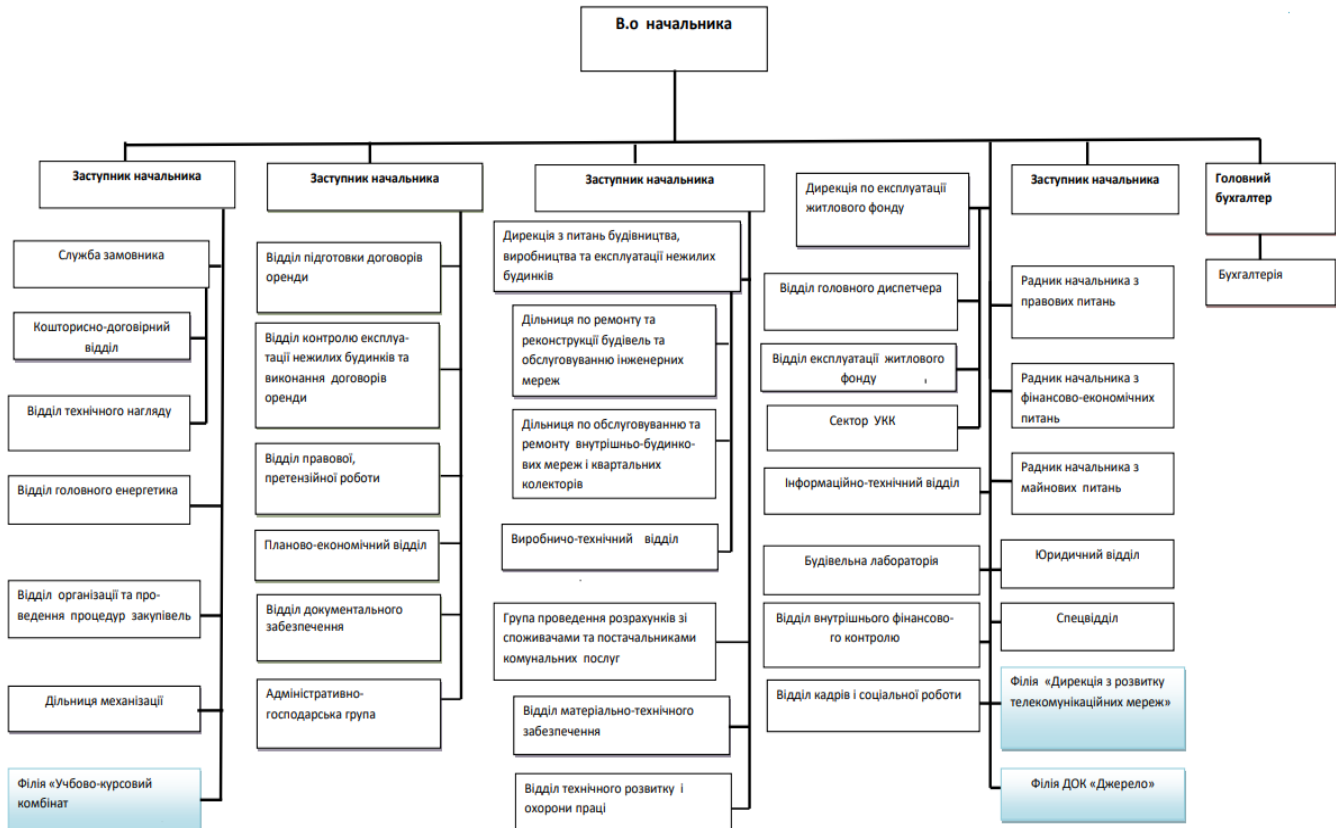 В.о начальника
Заступник начальника
Служба замовника
Кошторисно-договірний
відділ
Відділ технічного нагляду
Відділ головного енергетика
Відділ організації та про-
ведення процедур закупівель
Дільниця механізації
Філія «Учбово-курсовий
комбінат
Заступник начальника
Відділ підготовки договорів
оренди
Відділ контролю експлуа-
тації нежилих будинків та
виконання договорів
оренди
Відділ правової,
претензійної роботи
Планово-економічний відділ
Відділ документального
забезпечення
Адміністративно-
господарська група
Заступник начальника
Дирекція з питань будівництва,
виробництва та експлуатації нежилих
будинків
Дільниця по ремонту та
реконструкції будівель та
обслуговуванню інженерних
мереж
Дільниця по обслуговуванню та
ремонту внутрішньо-будинко-
вих мереж і квартальних
колекторів
Виробничо-технічний відділ
Група проведення розрахунків зі
споживачами та постачальниками
комунальних послуг
Відділ матеріально-технічного
забезпечення
Відділ технічного розвитку і
охорони праці
Дирекція по експлуатації
житлового фонду
Відділ головного диспетчера
Відділ експлуатації житлового
фонду
Сектор УКК
Інформаційно-технічний відділ
Будівельна лабораторія
Відділ внутрішнього фінансово-
го контролю
Відділ кадрів і соціальної роботи
Заступник начальника
Радник начальника з
правових питань
Радник начальника з
фінансово-економічних
питань
Радник начальника з
майнових питань
Юридичний відділ
Спецвідділ
Філія «Дирекція з розвитку
телекомунікаційних мереж»
Філія ДОК «Джерело»
Головний
бухгалтер
Бухгалтерія